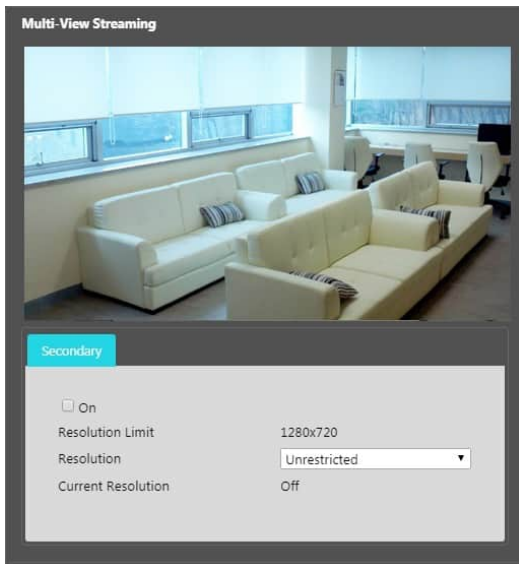 Multi-View Streaming
Secondary
On
Resolution Limit 1280x720
Resolution Unrestricted
Current Resolution Off